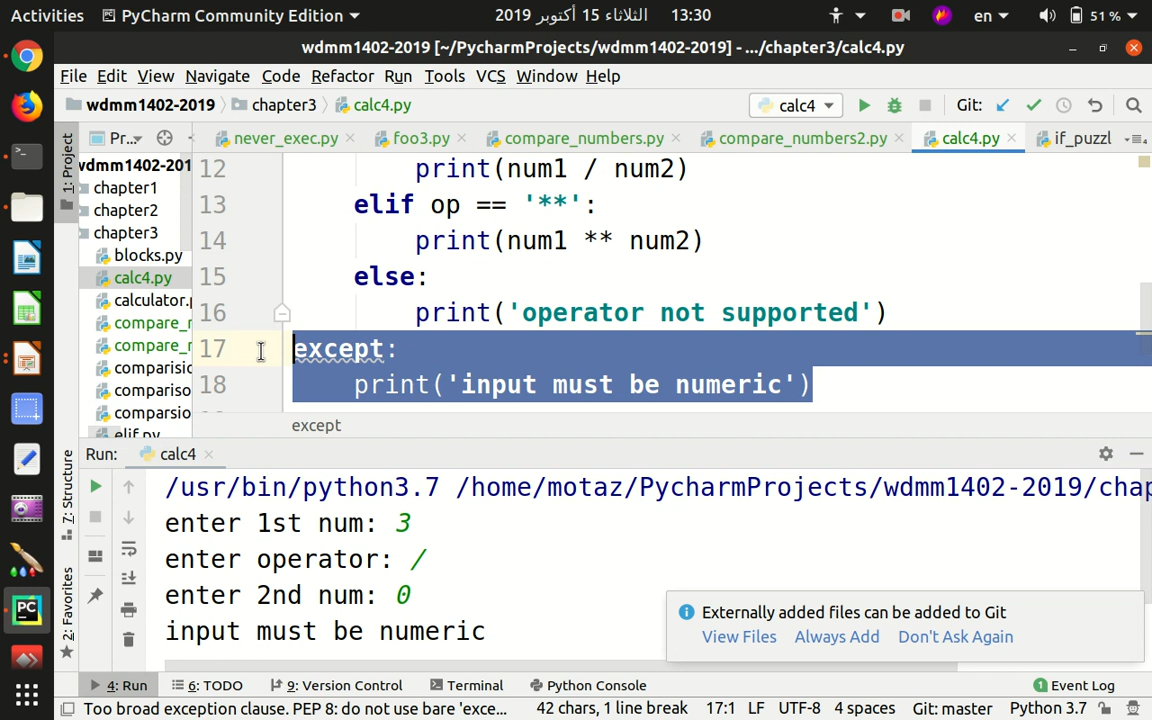 Activities PyCharm Community Edition 2019 الثلاثاء 15 أكتوبر 13:30 en 51 %
wdmm1402-2019 [~/PycharmProjects/wdmm1402-2019] - .../chapter3/calc4.py
File Edit View Navigate Code Refactor Run Tools VCS Window Help
wdmm1402-2019 chapter3 calc4.py calc4 Git:
1: Project
Pr... never_exec.py foo3.py compare_numbers.py compare_numbers2.py calc4.py if_puzzl
wdmm1402-201
chapter1
chapter2
chapter3
blocks.py
calc4.py
calculator.p
compare_r
compare_r
comparisic
compariso
comparsio
elif.py
12 print(num1 / num2)
13 elif op == '**':
14 print(num1 ** num2)
15 else:
16 print('operator not supported')
17 except:
18 print('input must be numeric')
except
Run: calc4
7: Structure
2: Favorites
/usr/bin/python3.7 /home/motaz/PycharmProjects/wdmm1402-2019/chap
enter 1st num: 3
enter operator: /
enter 2nd num: 0
input must be numeric
Externally added files can be added to Git
View Files Always Add Don't Ask Again
4: Run 6: TODO 9: Version Control Terminal Python Console 1 Event Log
Too broad exception clause. PEP 8: do not use bare 'exce... 42 chars, 1 line break 17:1 LF UTF-8 4 spaces Git: master Python 3.7